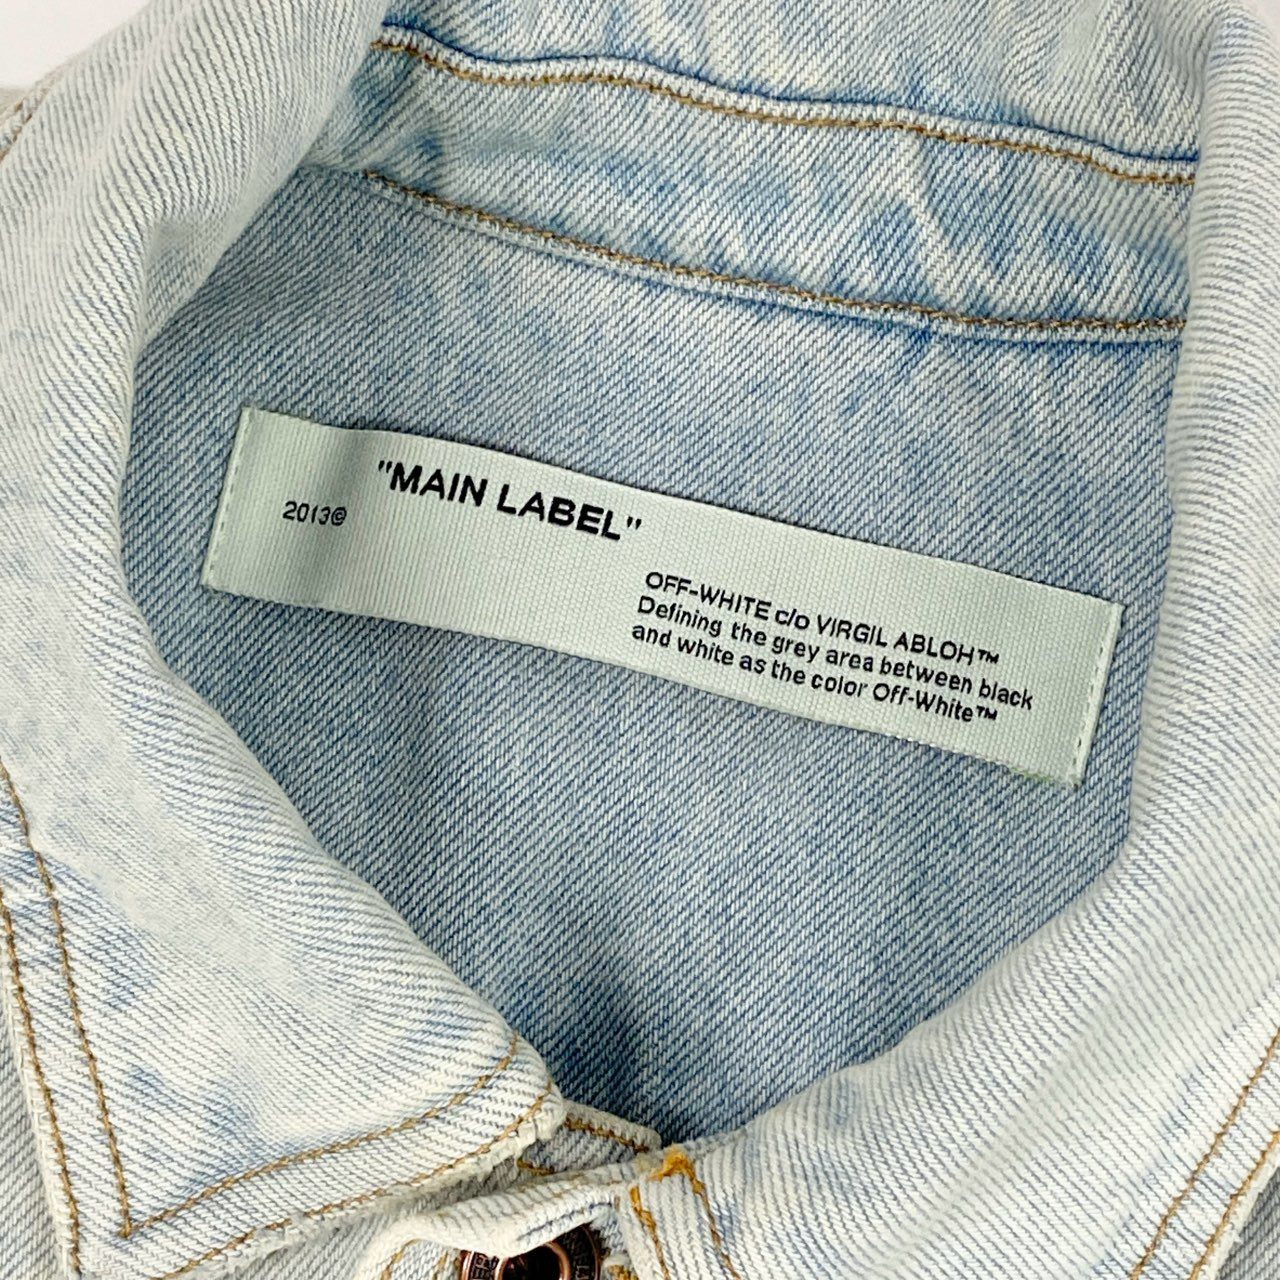 "MAIN LABEL"
2013©
OFF-WHITE c/o VIRGIL ABLOH™
Defining the grey area between black
and white as the color Off-White™